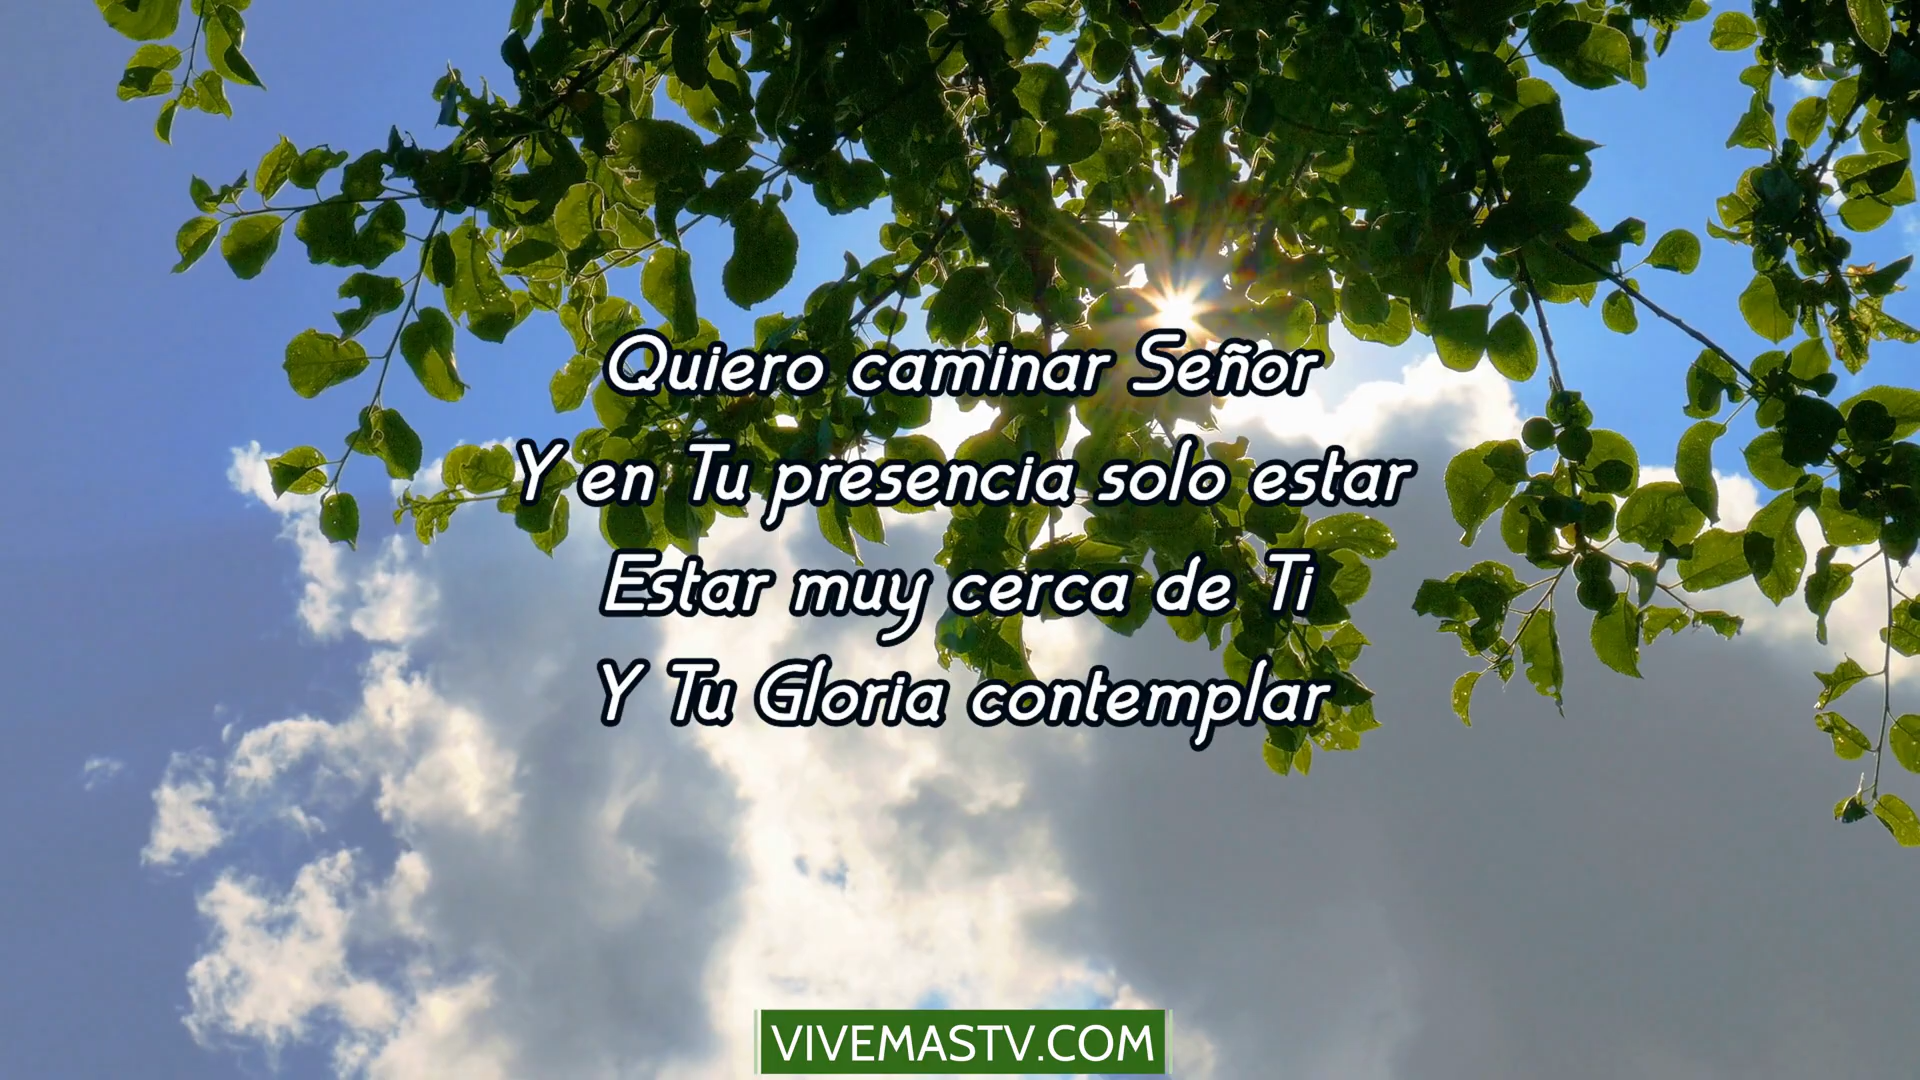 Quiero caminar Señor
Y en Tu presencia solo estar
Estar muy cerca de Ti
Y Tu Gloria contemplar
VIVEMASTV.COM